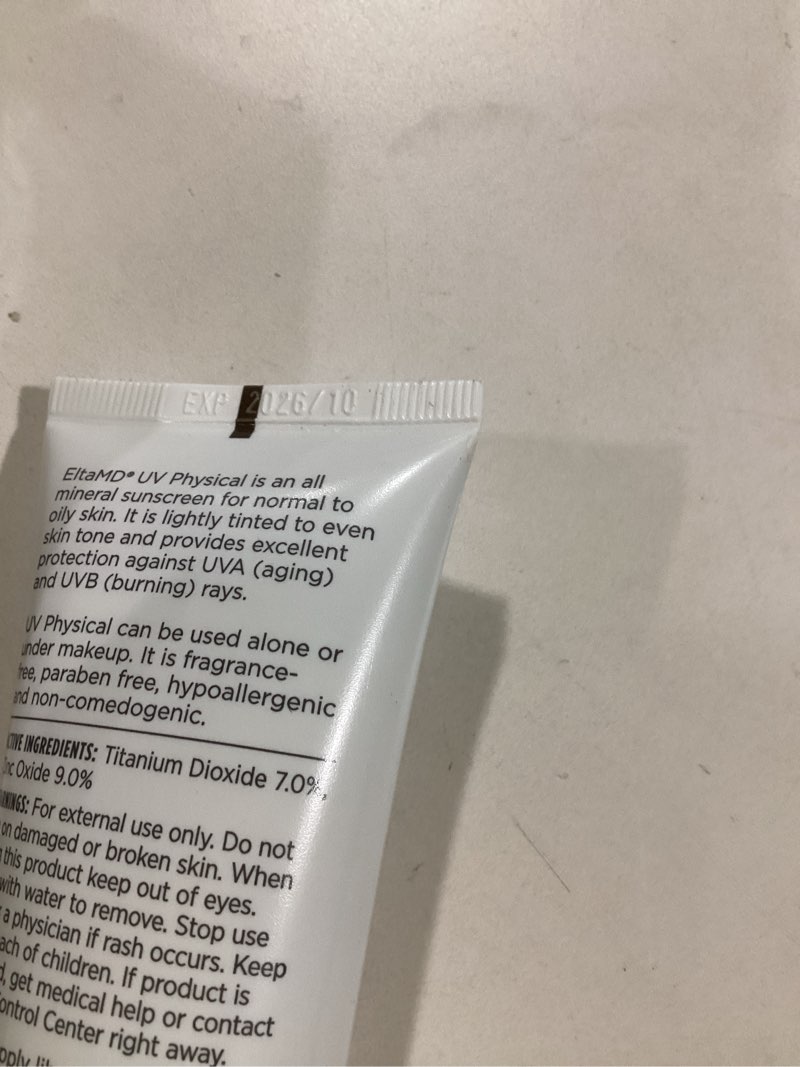 EXP 2026/10
EltaMD® UV Physical is an all
mineral sunscreen for normal to
oily skin. It is lightly tinted to even
skin tone and provides excellent
protection against UVA (aging)
and UVB (burning) rays.
UV Physical can be used alone or
under makeup. It is fragrance-
free, paraben free, hypoallergenic
and non-comedogenic.
INGREDIENTS: Titanium Dioxide 7.0%,
Oxide 9.0%
For external use only. Do not
on damaged or broken skin. When
this product keep out of eyes.
with water to remove. Stop use
a physician if rash occurs. Keep
of children. If product is
get medical help or contact
Center right away.